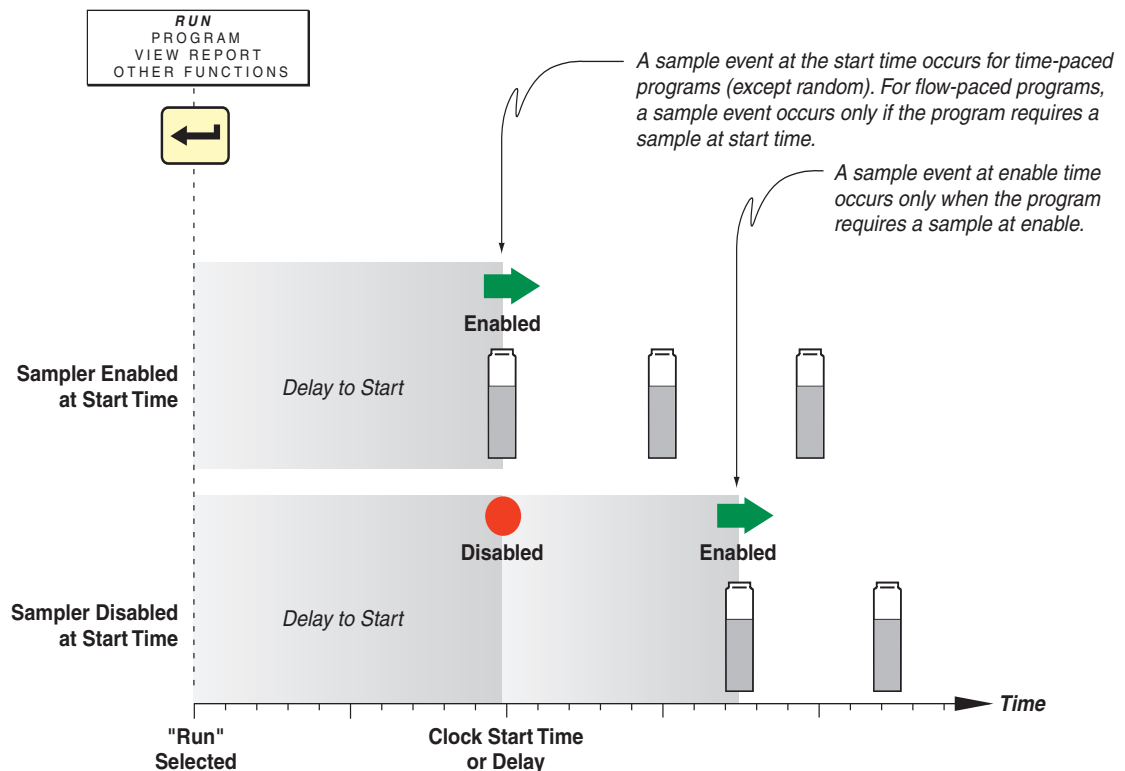 RUN
PROGRAM
VIEW REPORT
OTHER FUNCTIONS
A sample event at the start time occurs for time-paced
programs (except random). For flow-paced programs,
a sample event occurs only if the program requires a
sample at start time.
A sample event at enable time
occurs only when the program
requires a sample at enable.
Enabled
Sampler Enabled
at Start Time
Delay to Start
Disabled
Enabled
Sampler Disabled
at Start Time
Delay to Start
Time
"Run"
Selected
Clock Start Time
or Delay